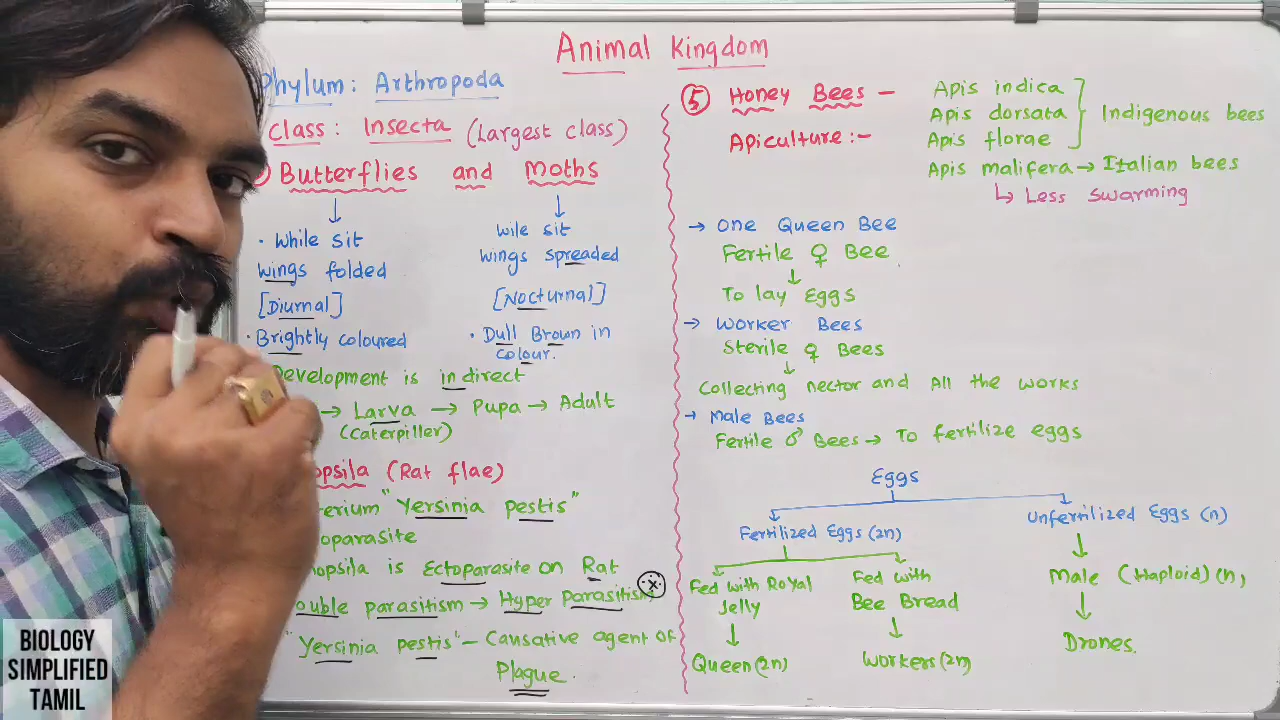 Animal Kingdom
Phylum: Arthropoda
Class: Insecta (Largest class)
Butterflies and Moths
· While sit
wings folded
[Diurnal]
· Brightly coloured
wile sit
wings spreaded
[Nocturnal]
· Dull Brown in
colour.
Development is indirect
→ Larva → Pupa → Adult
(Caterpiller)
(Rat flae)
"Yersinia pestis"
is Ectoparasite on Rat
parasitism → Hyper Parasitism
"Yersinia pestis" – Causative agent of
Plague.
⑤ Honey Bees – Apis indica
Apis dorsata
Apis florae
Indigenous bees
Apiculture:-
Apis malifera → Italian bees
↳ Less swarming
→ One Queen Bee
Fertile ♀ Bee
↓
To lay Eggs
→ Worker Bees
Sterile ♀ Bees
↓
Collecting nector and All the works
→ Male Bees
Fertile ♂ Bees → To fertilize eggs
Eggs
Fertilized Eggs (2n)
Unfertilized Eggs (n)
Fed with Royal
Jelly
↓
Queen (2n)
Fed with
Bee Bread
↓
Workers (2n)
↓
Male (Haploid) (n)
↓
Drones.
BIOLOGY
SIMPLIFIED
TAMIL